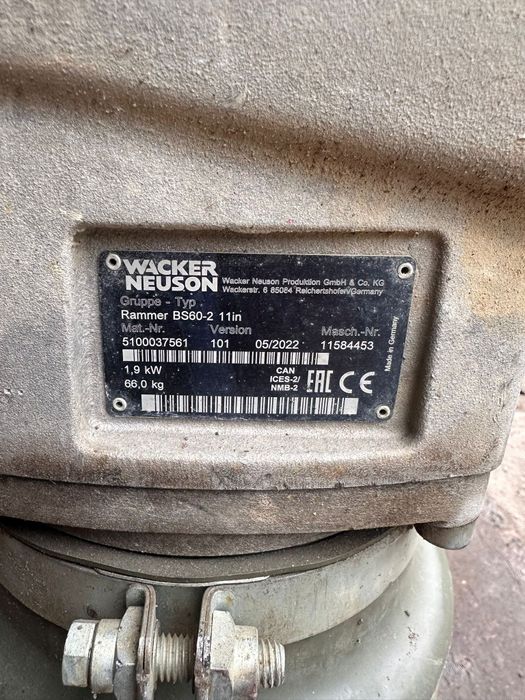 WACKER
NEUSON
Wacker Neuson Produktion GmbH & Co. KG
Wackerstr. 6 85084 Reichertshofen/Germany
Gruppe - Typ
Rammer BS60-2 11in
Mat.-Nr. Version Masch.-Nr.
5100037561 101 05/2022 11584453
1,9 kW
66,0 kg
CAN
ICES-2/
NMB-2
EAC CE
Made in Germany